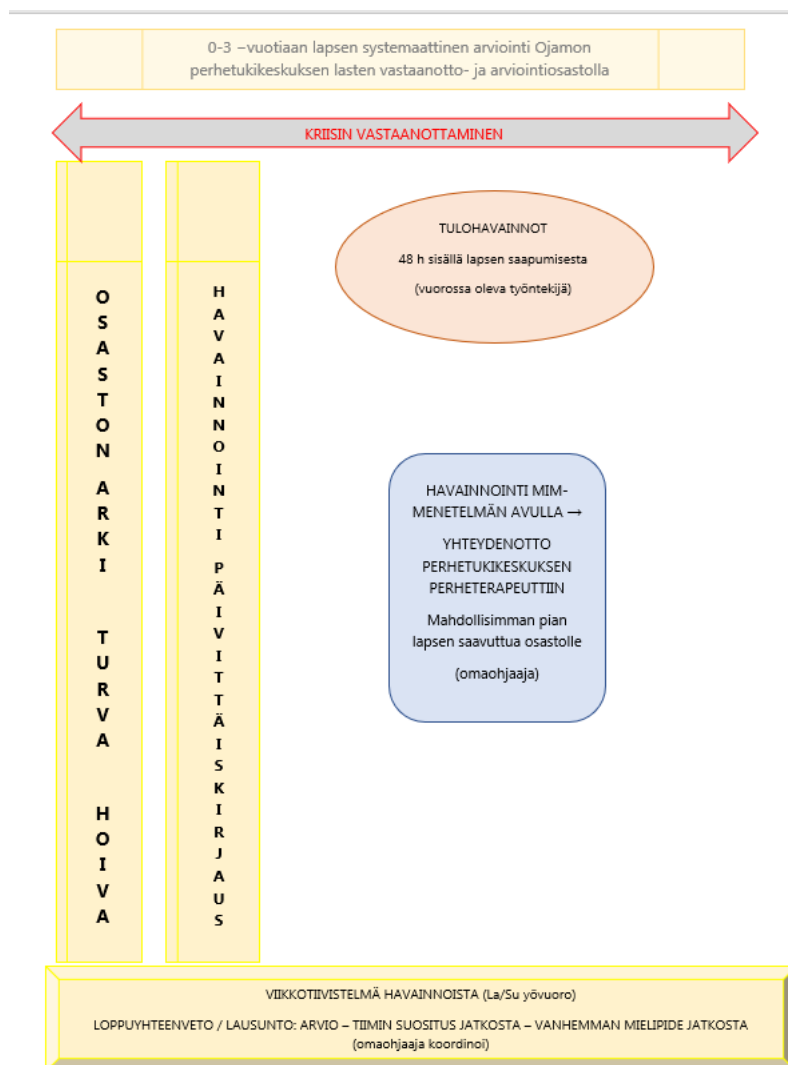 0-3 –vuotiaan lapsen systemaattinen arviointi Ojamon
perhetukikeskuksen lasten vastaanotto- ja arviointiosastolla
KRIISIN VASTAANOTTAMINEN
OSASTON ARKI TURVA HOIVA
HAVAINNOINTI PÄIVITTÄISKIRJAUS
TULOHAVAINNOT
48 h sisällä lapsen saapumisesta
(vuorossa oleva työntekijä)
HAVAINNOINTI MIM-
MENETELMÄN AVULLA →
YHTEYDENOTTO
PERHETUKIKESKUKSEN
PERHETERAPEUTTIIN
Mahdollisimman pian
lapsen saavuttua osastolle
(omaohjaaja)
VIIKKOTIIVISTELMÄ HAVAINNOISTA (La/Su yövuoro)
LOPPUYHTEENVETO / LAUSUNTO: ARVIO – TIIMIN SUOSITUS JATKOSTA – VANHEMMAN MIELIPIDE JATKOSTA
(omaohjaaja koordinoi)